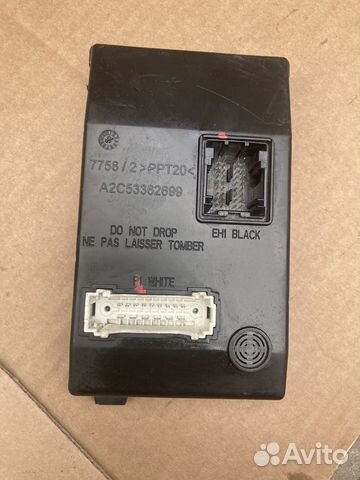 7758 / 2 >PPT20<
A2C53362699
DO NOT DROP
NE PAS LAISSER TOMBER
EH1 BLACK
WHITE
Avito